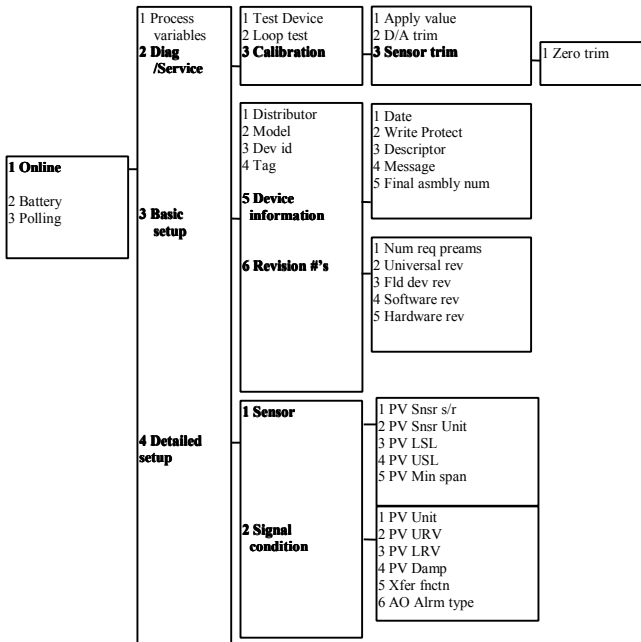 1 Online
2 Battery
3 Polling
1 Process
variables
2 Diag
/Service
3 Basic
setup
4 Detailed
setup
1 Test Device
2 Loop test
3 Calibration
1 Apply value
2 D/A trim
3 Sensor trim
1 Zero trim
1 Distributor
2 Model
3 Dev id
4 Tag
5 Device
information
6 Revision #'s
1 Date
2 Write Protect
3 Descriptor
4 Message
5 Final asmbly num
1 Num req preams
2 Universal rev
3 Fld dev rev
4 Software rev
5 Hardware rev
1 Sensor
2 Signal
condition
1 PV Snsr s/r
2 PV Snsr Unit
3 PV LSL
4 PV USL
5 PV Min span
1 PV Unit
2 PV URV
3 PV LRV
4 PV Damp
5 Xfer fnctn
6 AO Alrm type